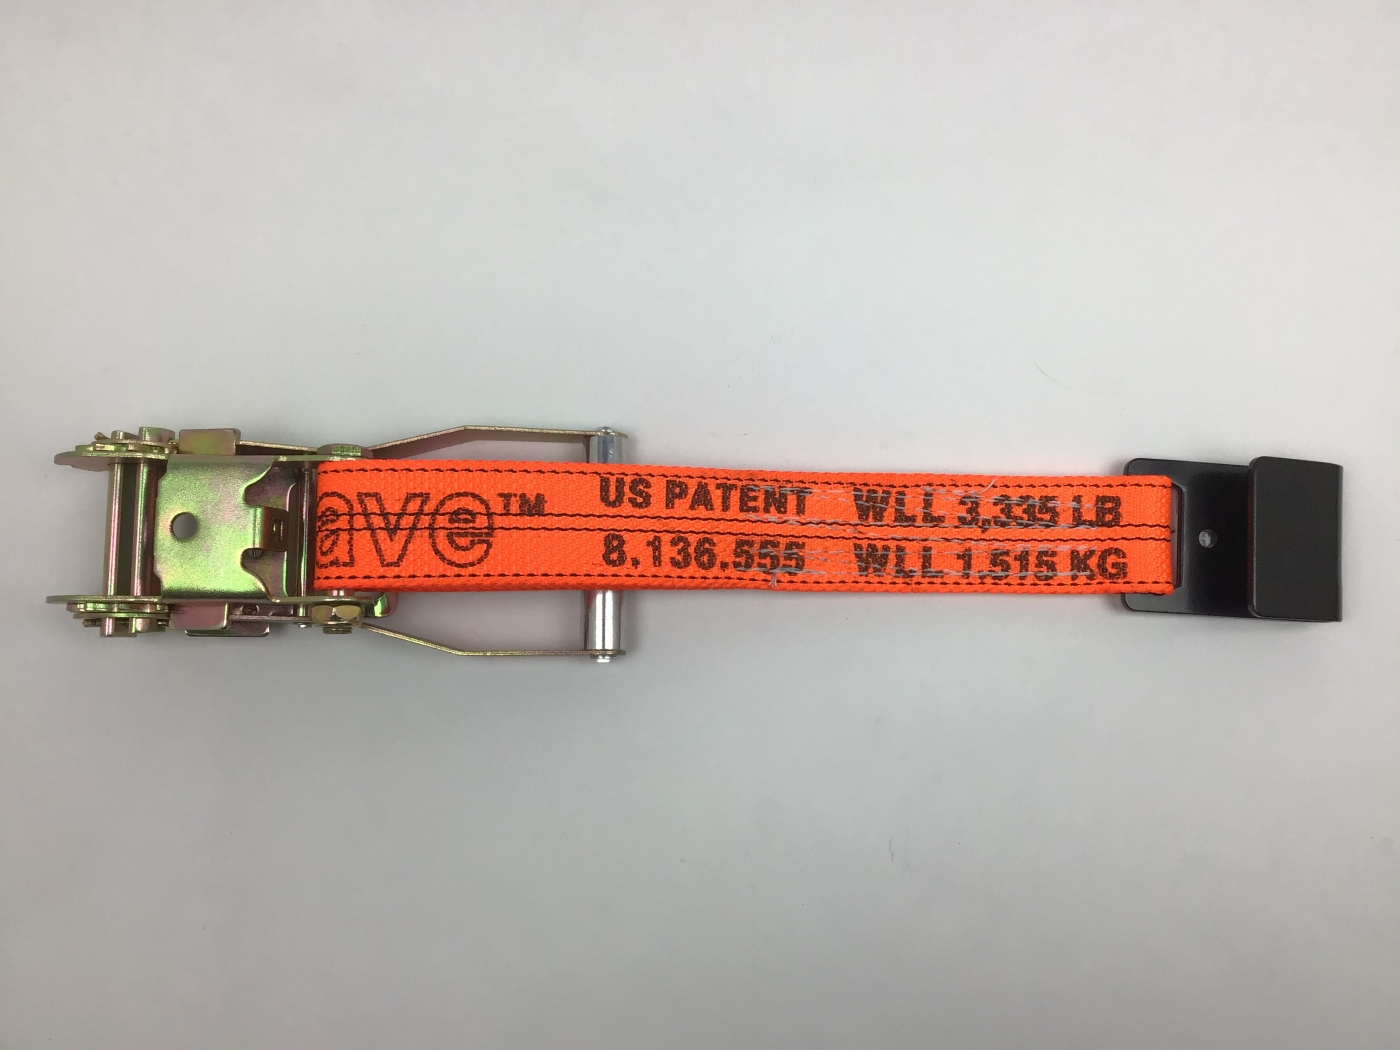 ave™
US PATENT WLL 3,335 LB
8.136.555 WLL 1.515 KG